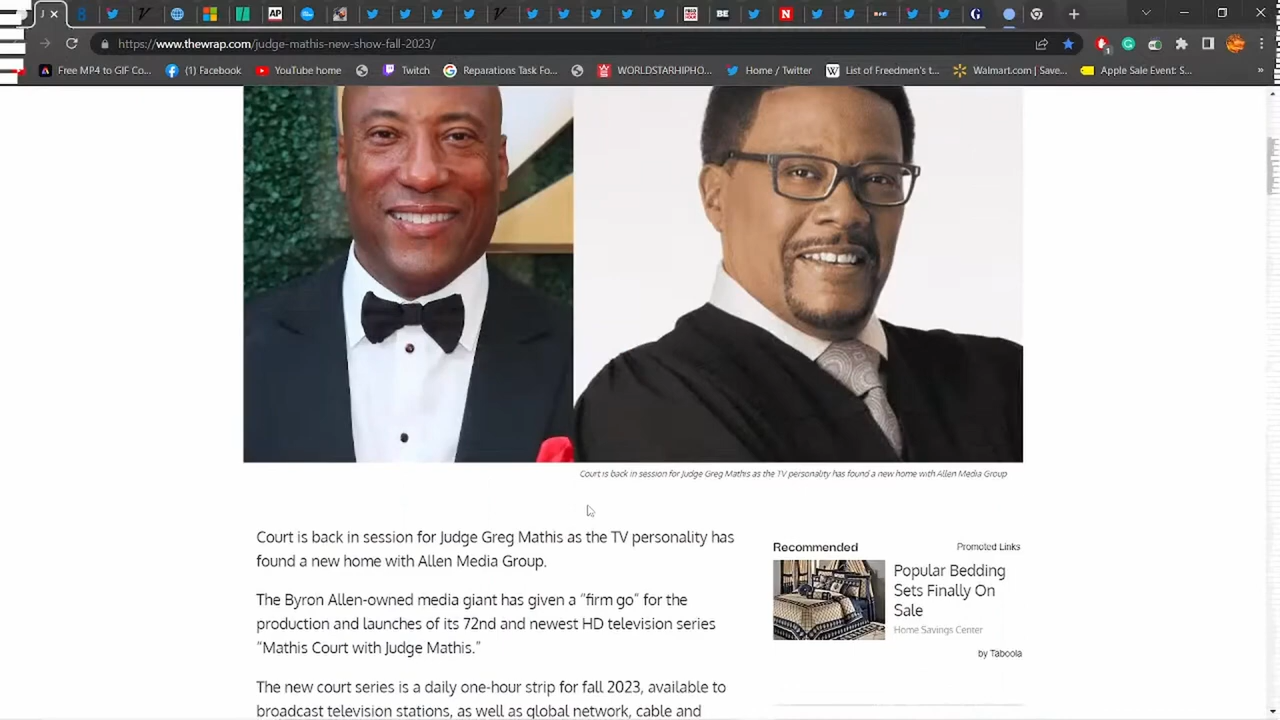 https://www.thewrap.com/judge-mathis-new-show-fall-2023/
Free MP4 to GIF Co... (1) Facebook YouTube home Twitch Reparations Task Fo... WORLDSTARHIPHO... Home / Twitter List of Freedmen's t... Walmart.com | Save... Apple Sale Event: S... »
Court is back in session for Judge Greg Mathis as the TV personality has found a new home with Allen Media Group
Court is back in session for Judge Greg Mathis as the TV personality has
found a new home with Allen Media Group.
The Byron Allen-owned media giant has given a “firm go” for the
production and launches of its 72nd and newest HD television series
“Mathis Court with Judge Mathis.”
The new court series is a daily one-hour strip for fall 2023, available to
broadcast television stations, as well as global network, cable and
Recommended Promoted Links
Popular Bedding
Sets Finally On
Sale
Home Savings Center
by Taboola